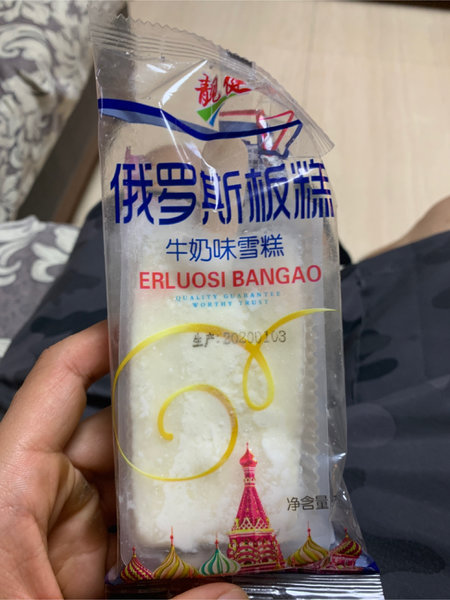 靓仔
俄罗斯板糕
牛奶味雪糕
ERLUOSI BANGAO
QUALITY GUARANTEE
WORTHY TRUST
生产:20200103
净含量